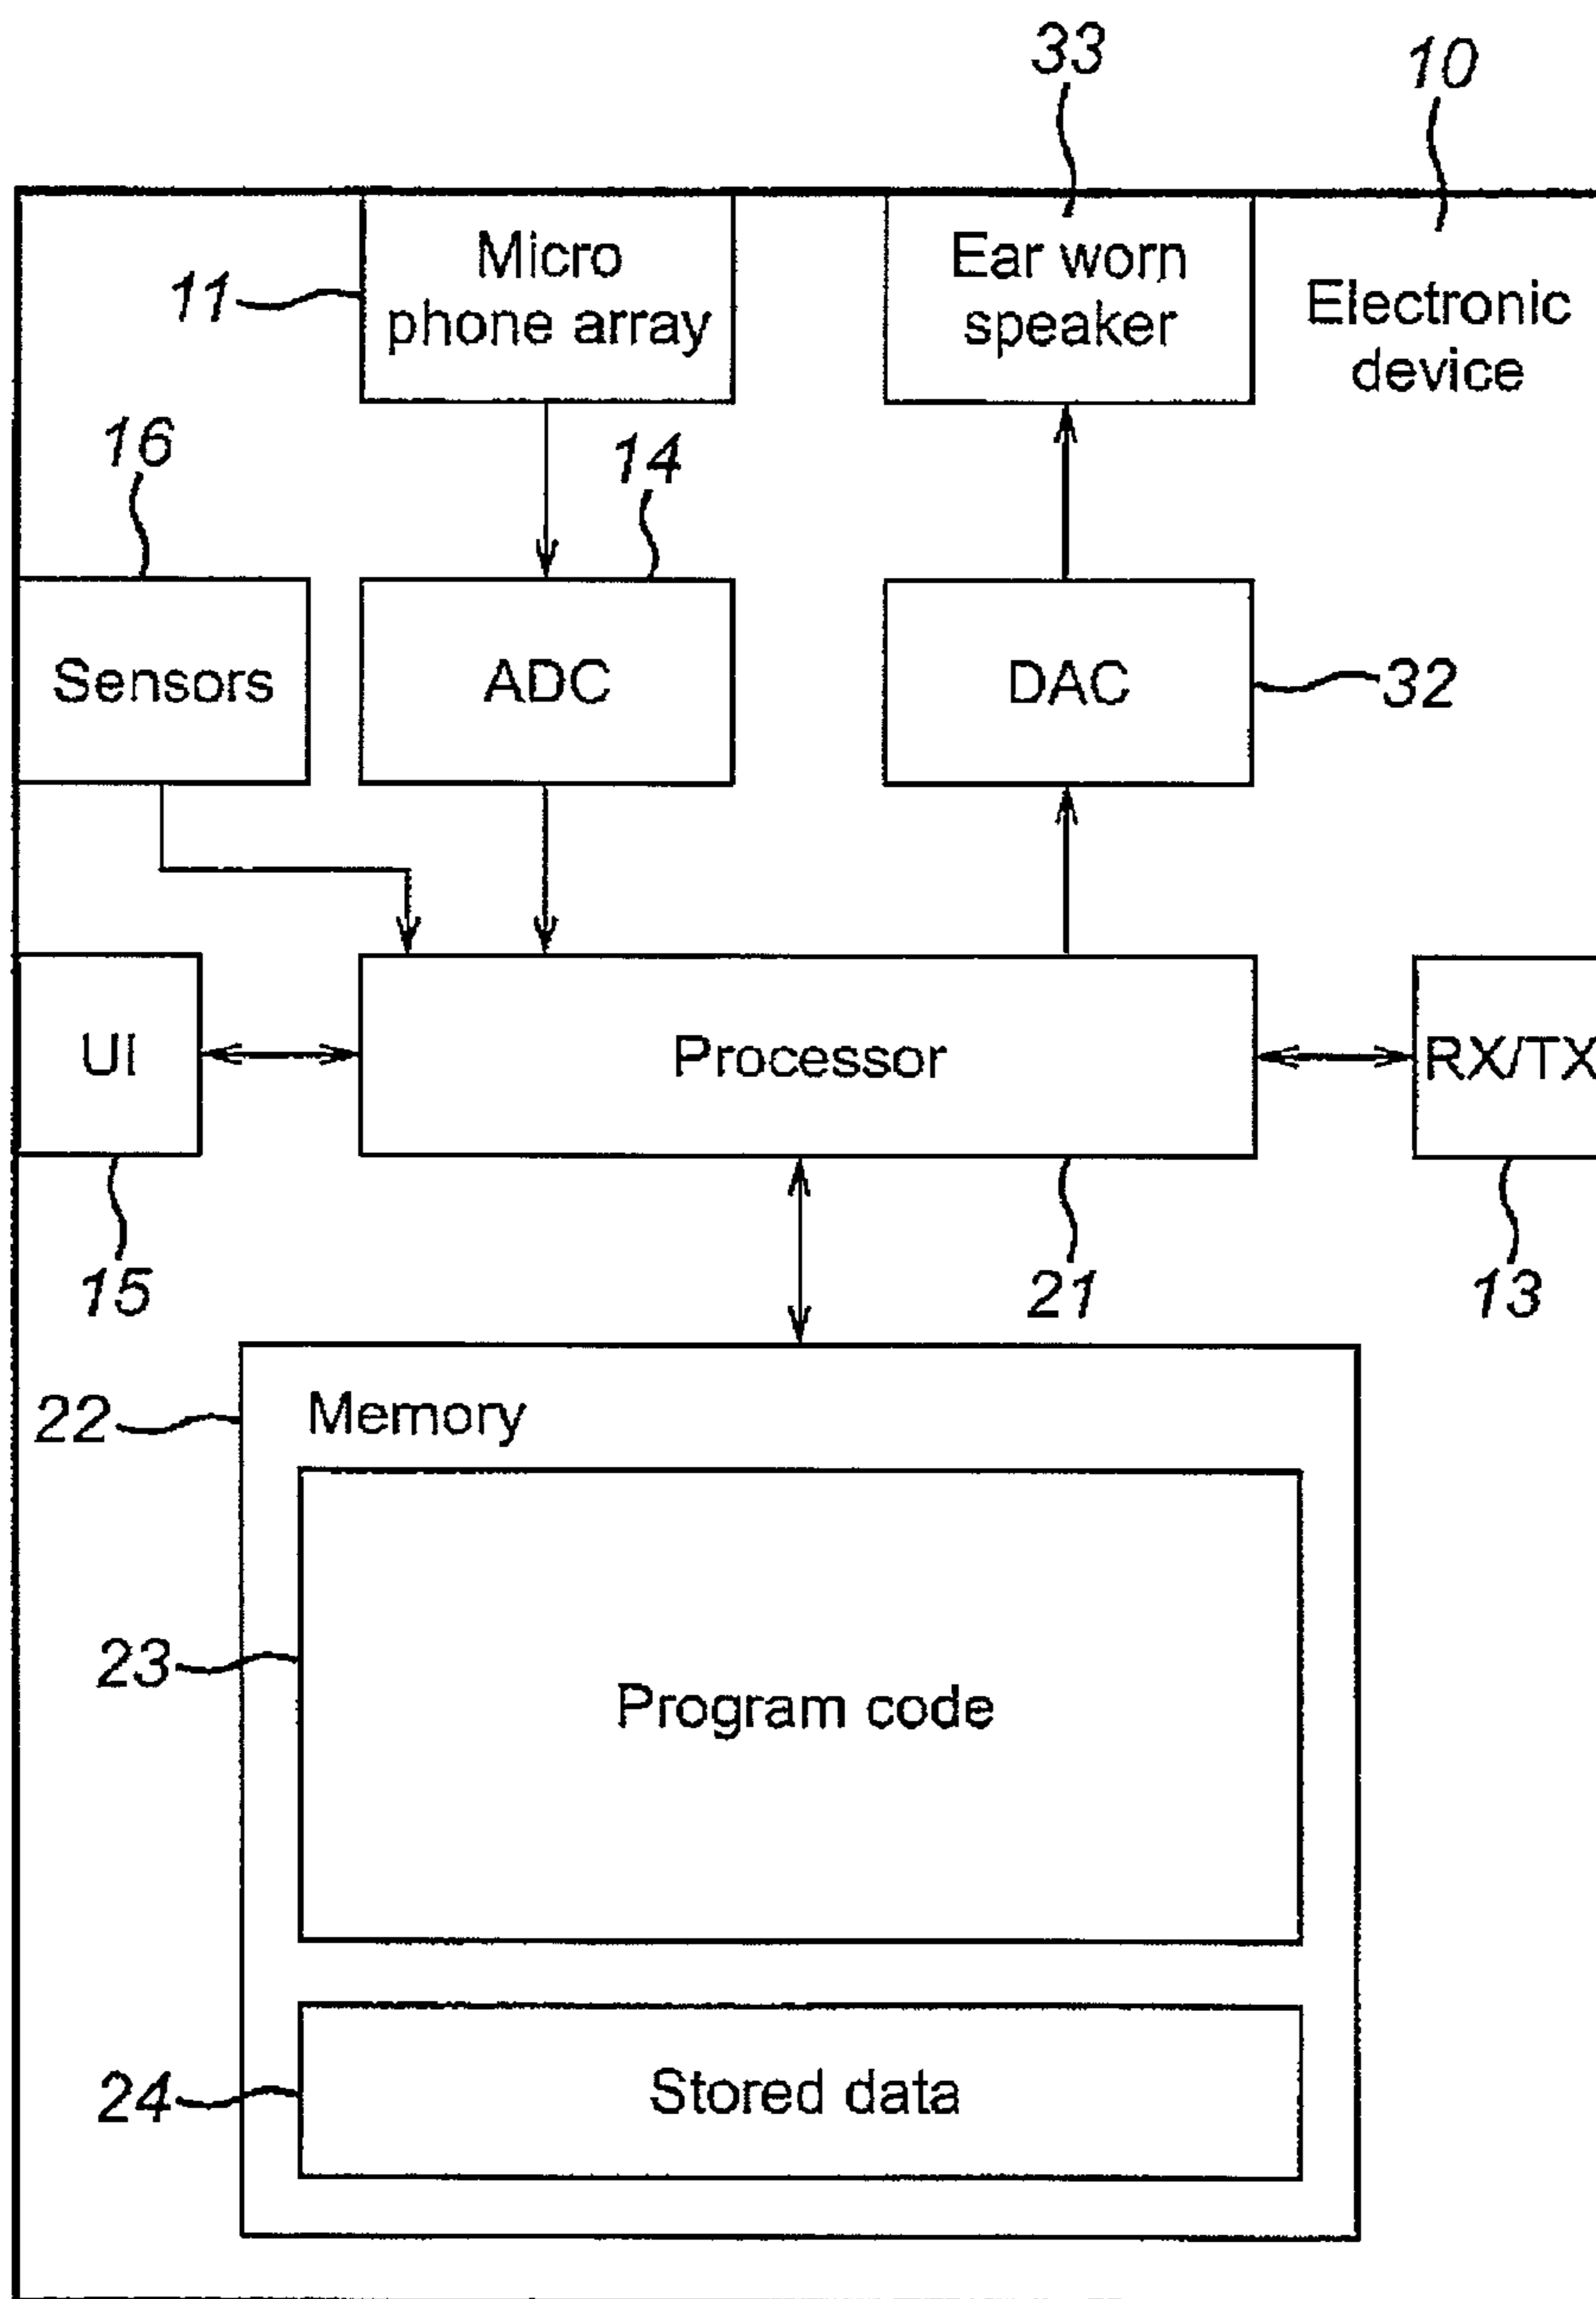 33
10
Micro
phone array
11
Ear worn
speaker
Electronic
device
16
14
Sensors
ADC
DAC
32
UI
Processor
RX/TX
15
21
13
22
Memory
23
Program code
24
Stored data